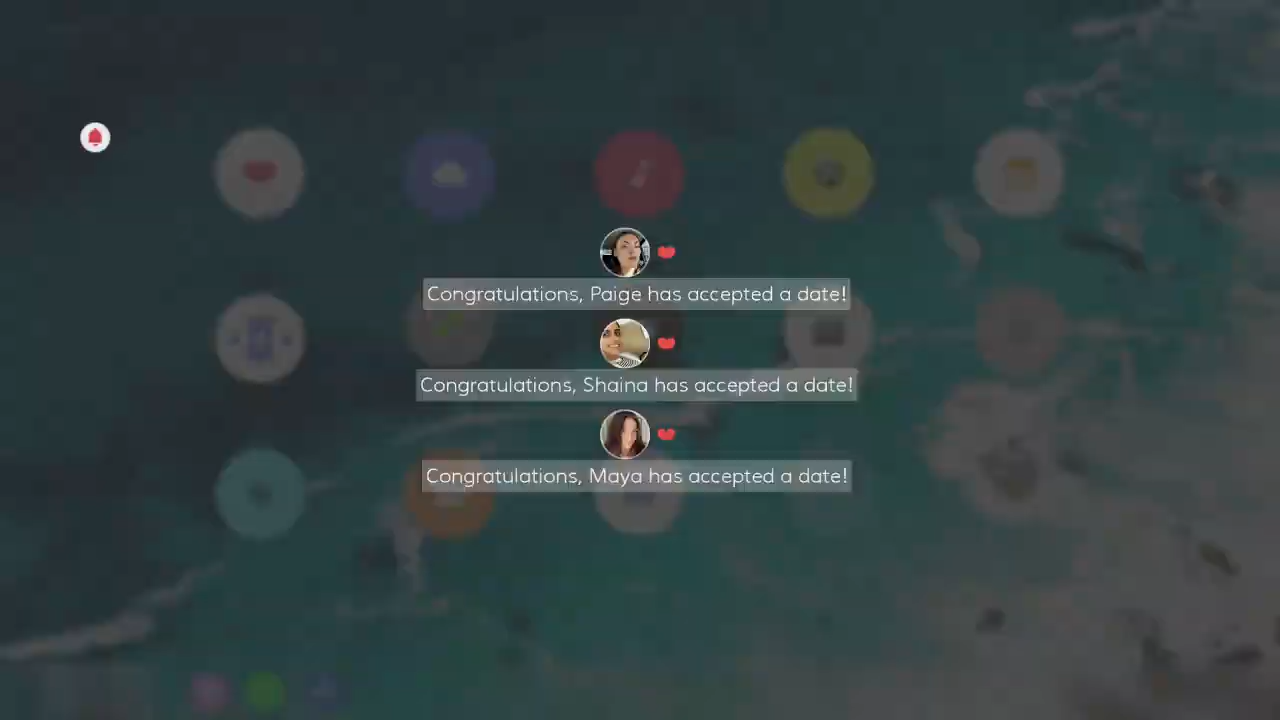 Congratulations, Paige has accepted a date!
Congratulations, Shaina has accepted a date!
Congratulations, Maya has accepted a date!